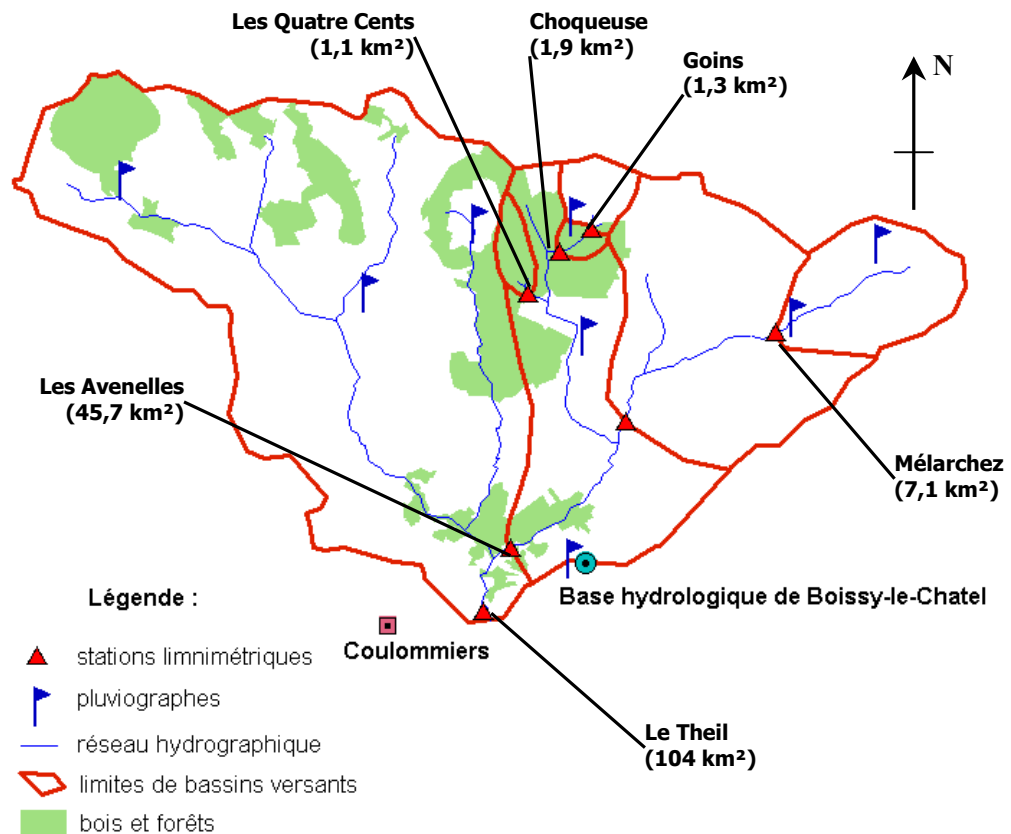 Les Quatre Cents
(1,1 km²)
Choqueuse
(1,9 km²)
Goins
(1,3 km²)
N
Les Avenelles
(45,7 km²)
Mélarchez
(7,1 km²)
Base hydrologique de Boissy-le-Chatel
Coulommiers
Le Theil
(104 km²)
Légende :
stations limnimétriques
pluviographes
réseau hydrographique
limites de bassins versants
bois et forêts